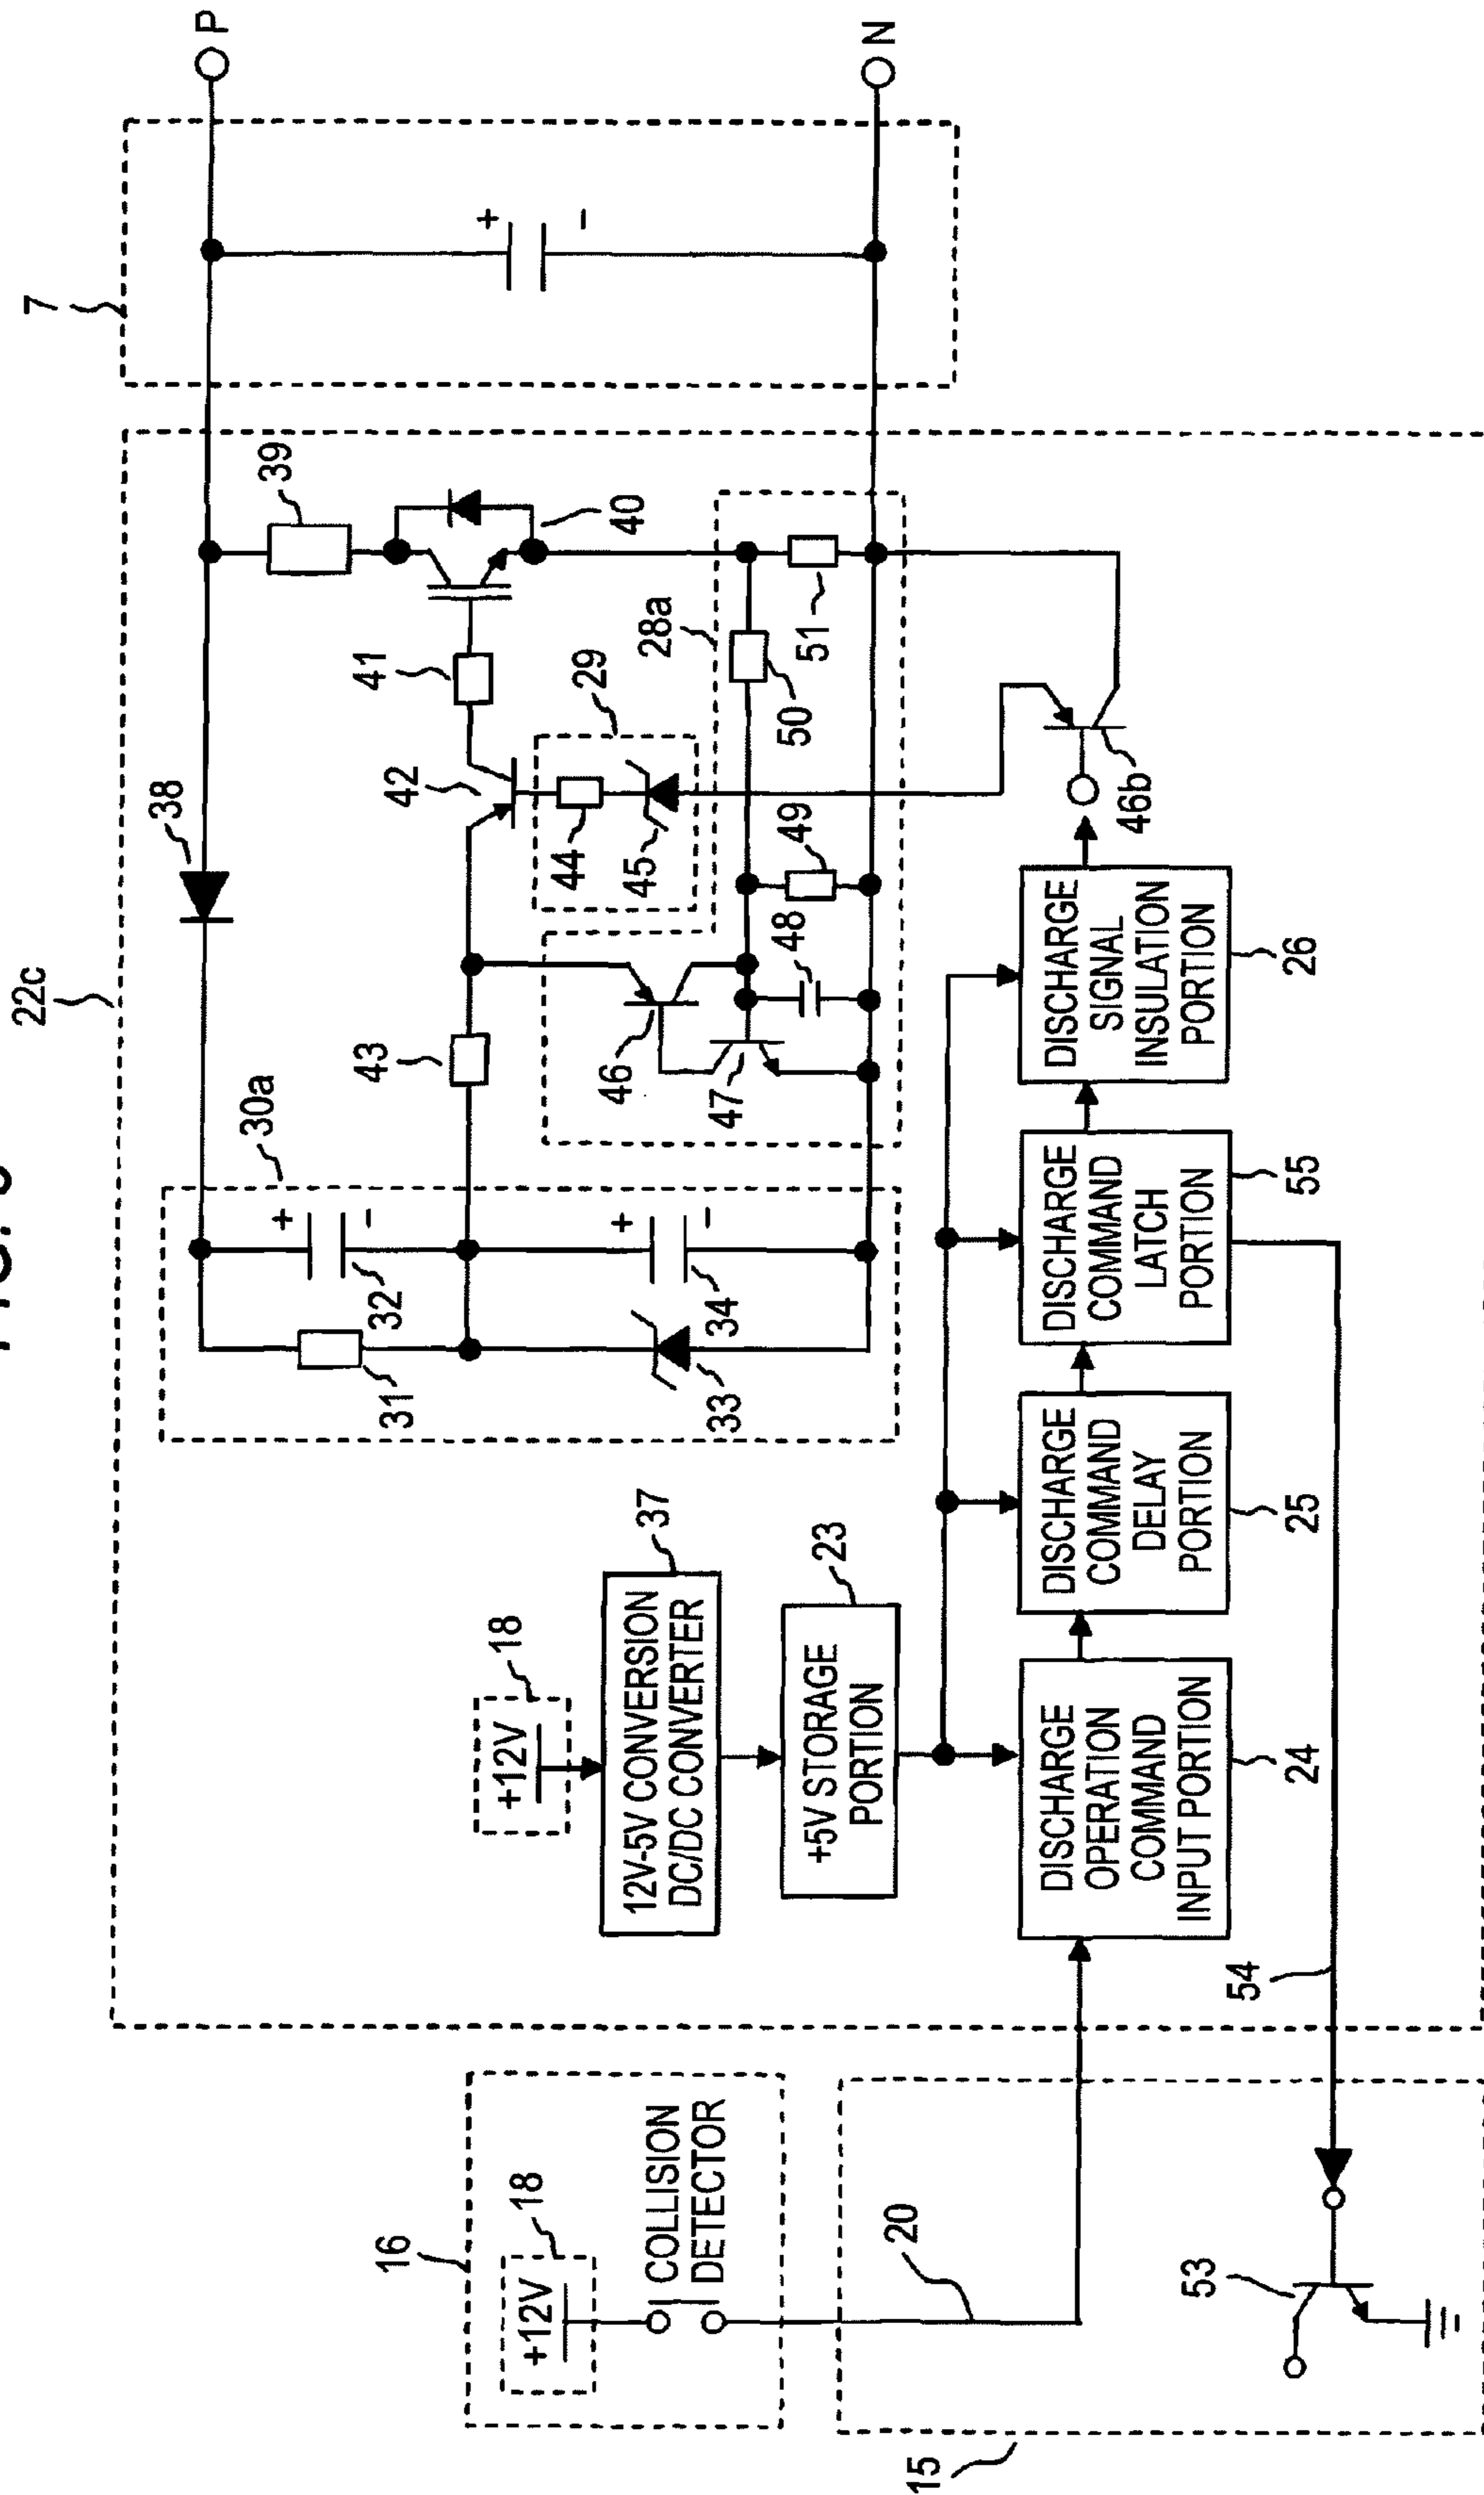 22c
7
P
N
38
39
40
41
42
43
30a
29
28a
44
45
46
47
48
49
50
51
46b
31
32
33
34
+
−
+
−
+
−
16
18
+12V
COLLISION
DETECTOR
18
+12V
37
12V-5V CONVERSION
DC/DC CONVERTER
23
+5V STORAGE
PORTION
DISCHARGE
OPERATION
COMMAND
INPUT PORTION
24
DISCHARGE
COMMAND
DELAY
PORTION
25
DISCHARGE
COMMAND
LATCH
PORTION
55
DISCHARGE
SIGNAL
INSULATION
PORTION
26
20
54
53
15